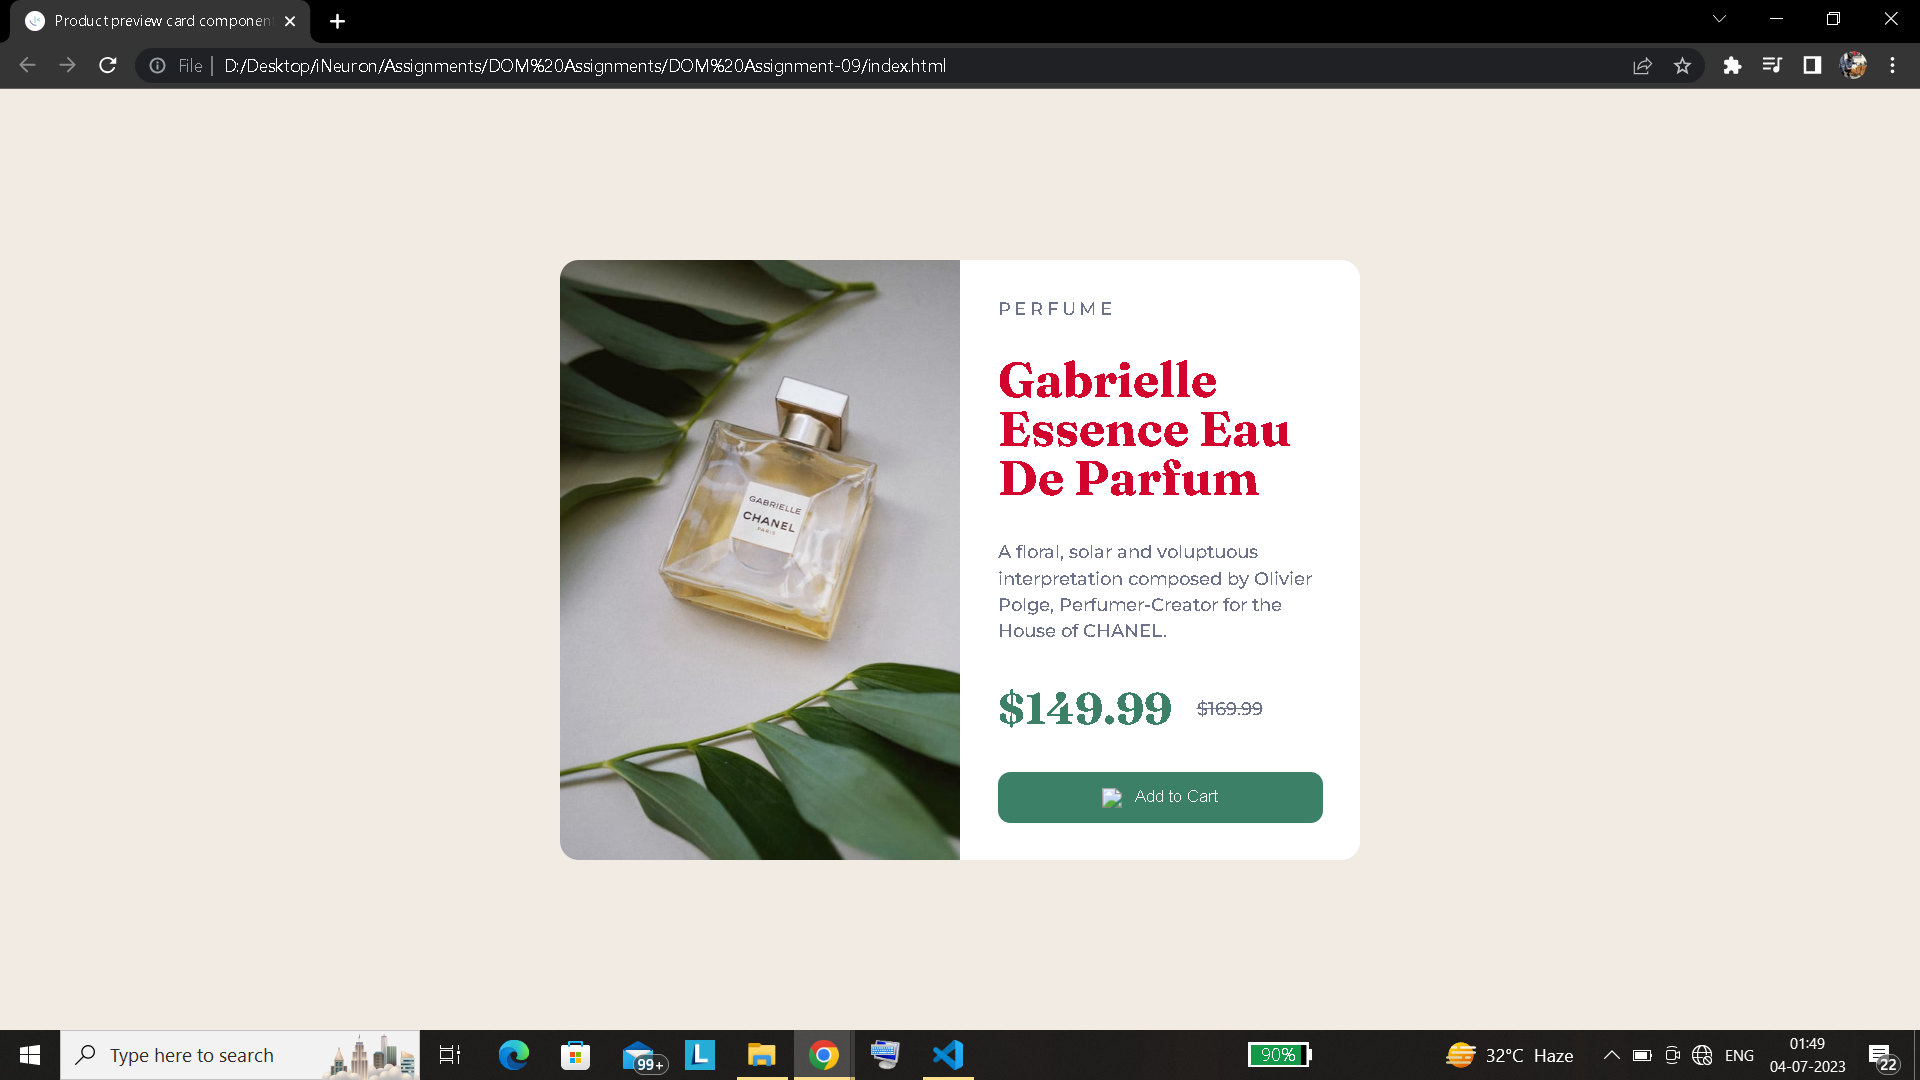 Product preview card componen
File
D:/Desktop/iNeuron/Assignments/DOM%20Assignments/DOM%20Assignment-09/index.html
GABRIELLE
CHANEL
PARIS
PERFUME
Gabrielle
Essence Eau
De Parfum
A floral, solar and voluptuous
interpretation composed by Olivier
Polge, Perfumer-Creator for the
House of CHANEL.
$149.99 $169.99
Add to Cart
Type here to search
99+
L
90%
32°C Haze
ENG
01:49
04-07-2023
22